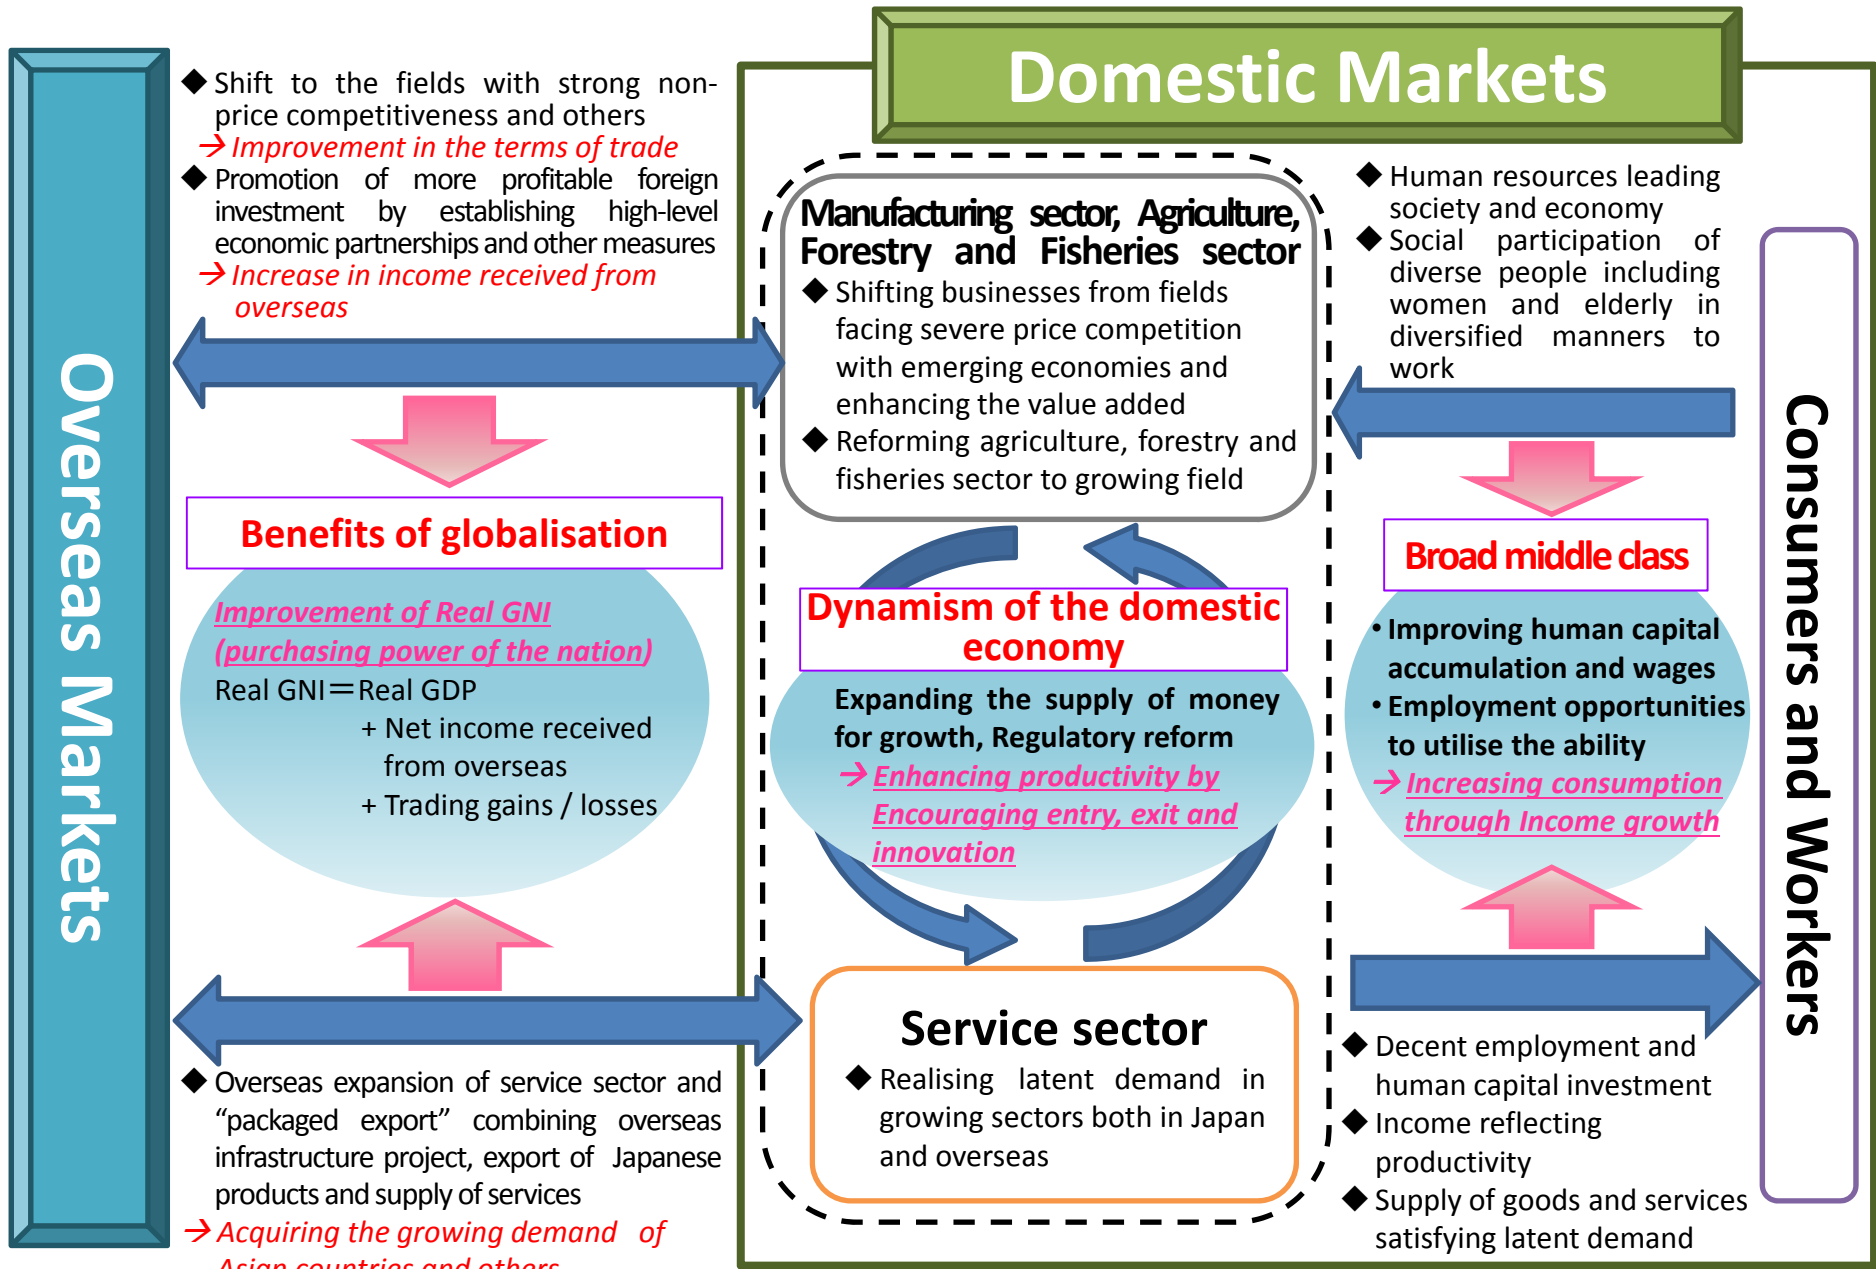 Domestic Markets
Overseas Markets
◆ Shift to the fields with strong non-
price competitiveness and others
→ Improvement in the terms of trade
◆ Promotion of more profitable foreign
investment by establishing high-level
economic partnerships and other measures
→ Increase in income received from
overseas
Benefits of globalisation
Improvement of Real GNI
(purchasing power of the nation)
Real GNI＝Real GDP
+ Net income received
from overseas
+ Trading gains / losses
◆ Overseas expansion of service sector and
“packaged export” combining overseas
infrastructure project, export of Japanese
products and supply of services
→ Acquiring the growing demand of
Asian countries and others
Manufacturing sector, Agriculture,
Forestry and Fisheries sector
◆ Shifting businesses from fields
facing severe price competition
with emerging economies and
enhancing the value added
◆ Reforming agriculture, forestry and
fisheries sector to growing field
Dynamism of the domestic
economy
Expanding the supply of money
for growth, Regulatory reform
→ Enhancing productivity by
Encouraging entry, exit and
innovation
Service sector
◆ Realising latent demand in
growing sectors both in Japan
and overseas
◆ Human resources leading
society and economy
◆ Social participation of
diverse people including
women and elderly in
diversified manners to
work
Broad middle class
• Improving human capital
accumulation and wages
• Employment opportunities
to utilise the ability
→ Increasing consumption
through Income growth
◆ Decent employment and
human capital investment
◆ Income reflecting
productivity
◆ Supply of goods and services
satisfying latent demand
Consumers and Workers